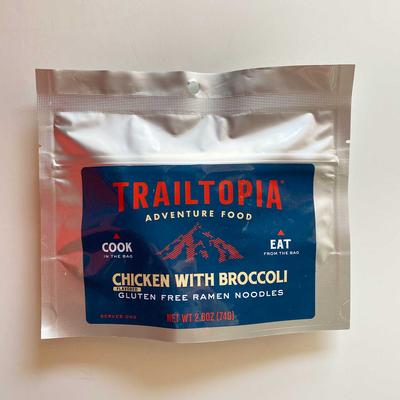 TRAILTOPIA®
ADVENTURE FOOD
COOK
IN THE BAG
EAT
FROM THE BAG
CHICKEN WITH BROCCOLI
FLAVORED
GLUTEN FREE RAMEN NOODLES
SERVES ONE
NET WT 2.6OZ (74G)